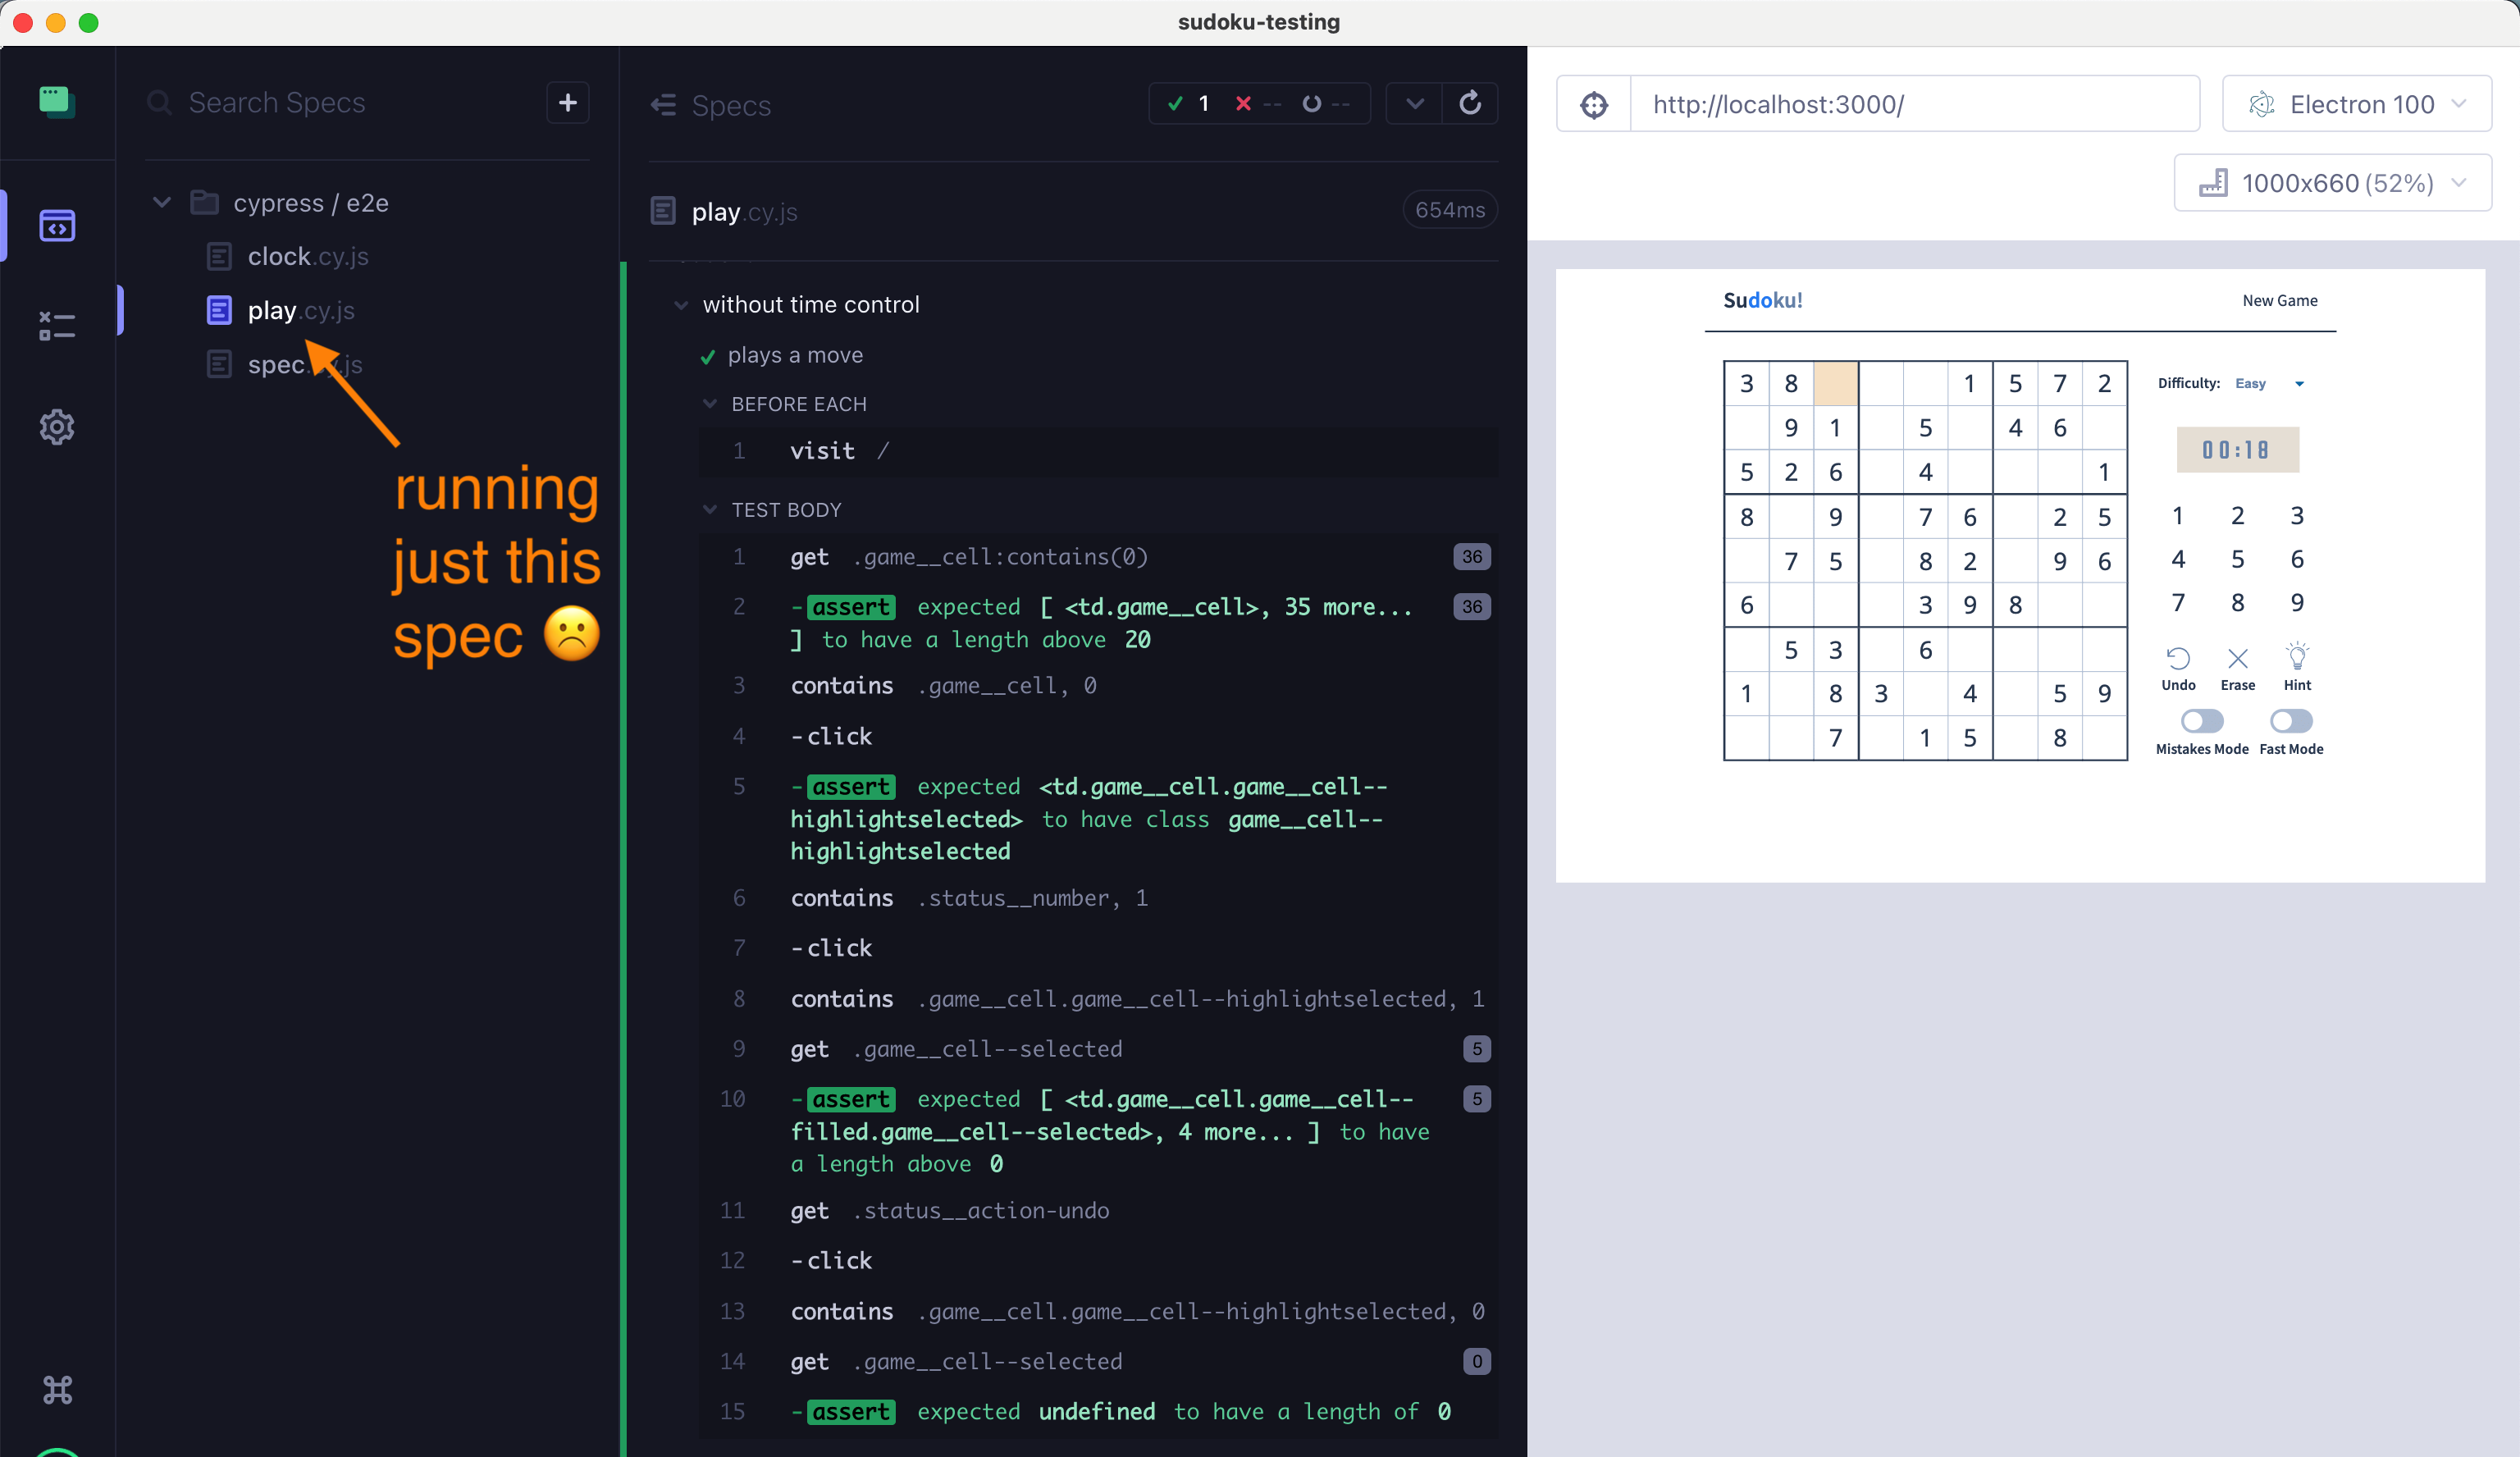 sudoku-testing
Search Specs
+
cypress / e2e
clock.cy.js
play.cy.js
spec.cy.js
running
just this
spec ☹️
Specs
1 -- --
play.cy.js
654ms
without time control
plays a move
BEFORE EACH
1 visit /
TEST BODY
1 get .game__cell:contains(0) 36
2 -assert expected [ <td.game__cell>, 35 more... 36
] to have a length above 20
3 contains .game__cell, 0
4 -click
5 -assert expected <td.game__cell.game__cell--
highlightselected> to have class game__cell--
highlightselected
6 contains .status__number, 1
7 -click
8 contains .game__cell.game__cell--highlightselected, 1
9 get .game__cell--selected 5
10 -assert expected [ <td.game__cell.game__cell-- 5
filled.game__cell--selected>, 4 more... ] to have
a length above 0
11 get .status__action-undo
12 -click
13 contains .game__cell.game__cell--highlightselected, 0
14 get .game__cell--selected 0
15 -assert expected undefined to have a length of 0
http://localhost:3000/
Electron 100
1000x660 (52%)
Sudoku!
New Game
3 8 1 5 7 2
9 1 5 4 6
5 2 6 4 1
8 9 7 6 2 5
7 5 8 2 9 6
6 3 9 8
5 3 6
1 8 3 4 5 9
7 1 5 8
Difficulty: Easy
00:18
1 2 3
4 5 6
7 8 9
Undo Erase Hint
Mistakes Mode Fast Mode